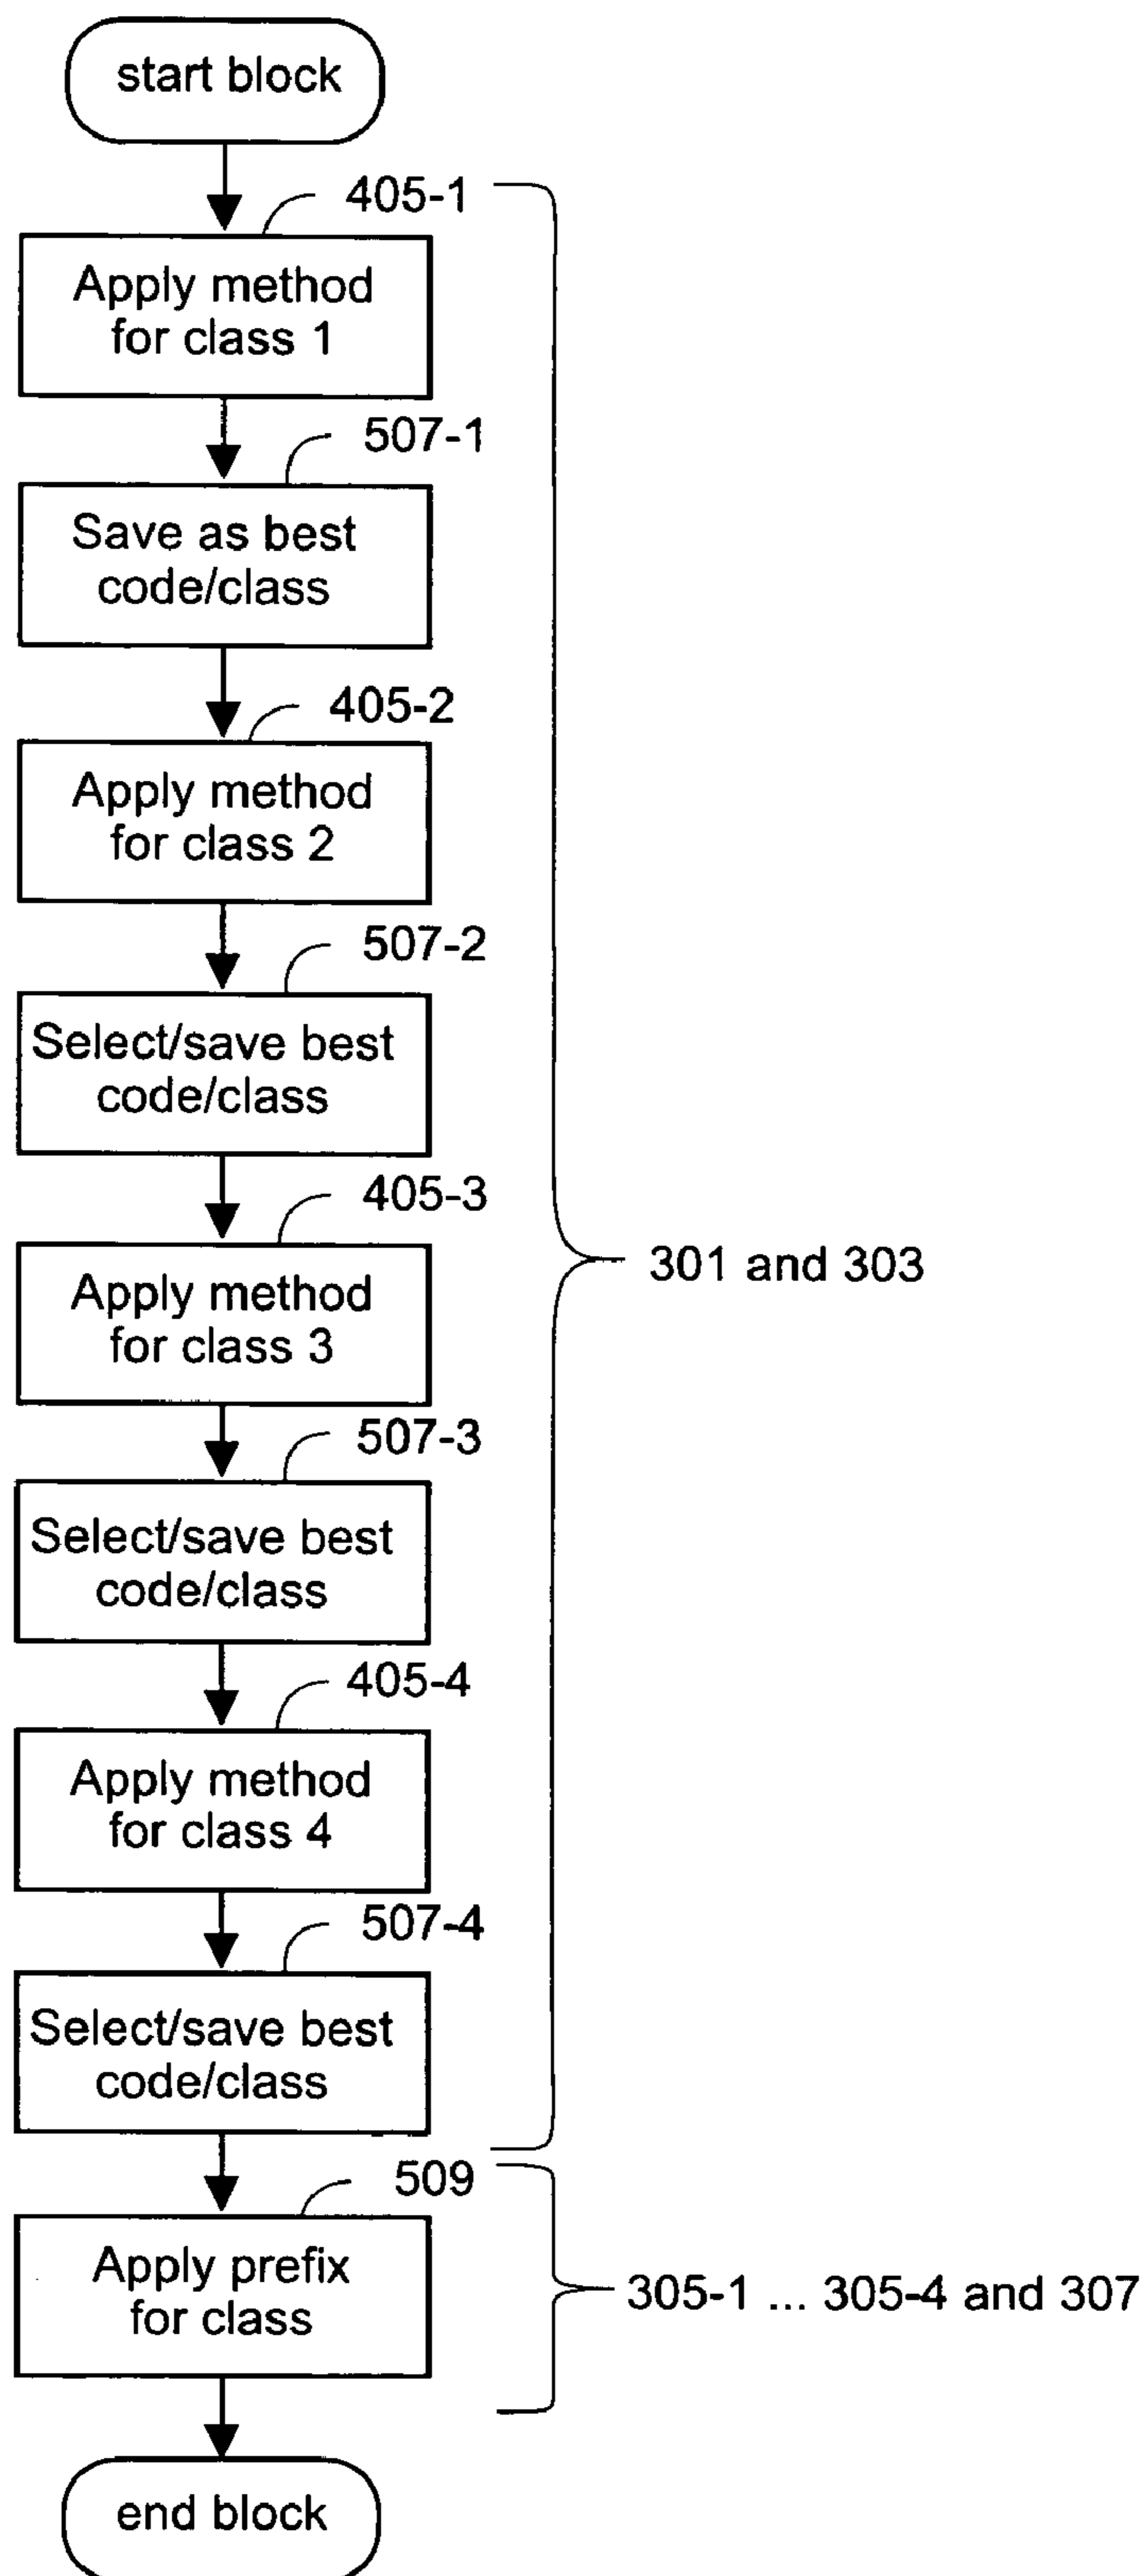 start block
405-1
Apply method
for class 1
507-1
Save as best
code/class
405-2
Apply method
for class 2
507-2
Select/save best
code/class
405-3
Apply method
for class 3
301 and 303
507-3
Select/save best
code/class
405-4
Apply method
for class 4
507-4
Select/save best
code/class
509
Apply prefix
for class
305-1 ... 305-4 and 307
end block